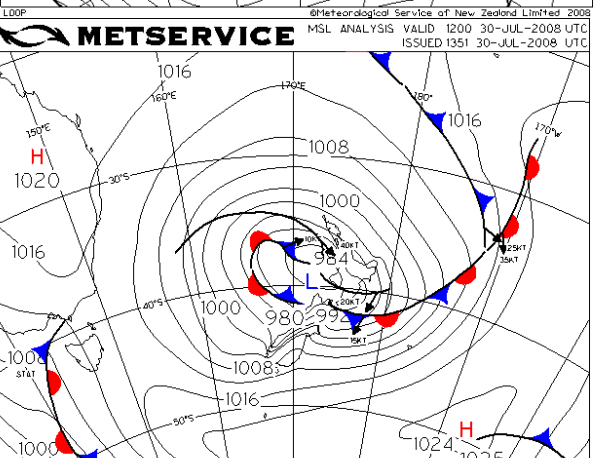 LOOP
©Meteorological Service of New Zealand Limited 2008
METSERVICE
MSL ANALYSIS VALID 1200 30-JUL-2008 UTC
ISSUED 1351 30-JUL-2008 UTC
1016
160°E
170°E
180°
1016
170°W
150°E
H
1020
30°S
1008
1000
10KT
40KT
984
25KT
35KT
1016
L
40°S
1000
980
992
20KT
15KT
1008
STAT
1008
1016
50°S
H
1024
1000